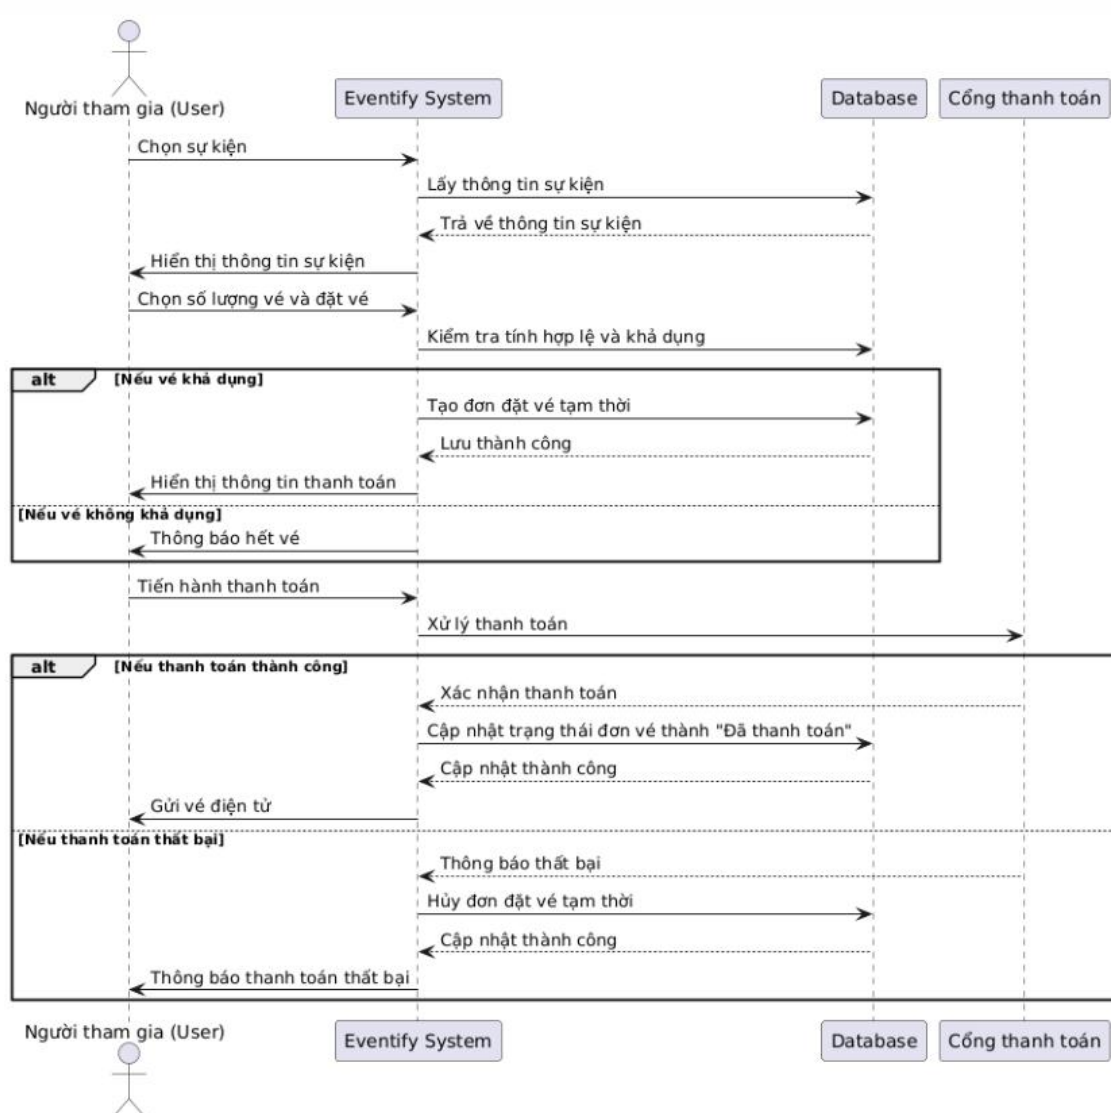 Người tham gia (User)
Eventify System
Database
Cổng thanh toán
Chọn sự kiện
Lấy thông tin sự kiện
Trả về thông tin sự kiện
Hiển thị thông tin sự kiện
Chọn số lượng vé và đặt vé
Kiểm tra tính hợp lệ và khả dụng
alt
[Nếu vé khả dụng]
Tạo đơn đặt vé tạm thời
Lưu thành công
Hiển thị thông tin thanh toán
[Nếu vé không khả dụng]
Thông báo hết vé
Tiến hành thanh toán
Xử lý thanh toán
alt
[Nếu thanh toán thành công]
Xác nhận thanh toán
Cập nhật trạng thái đơn vé thành "Đã thanh toán"
Cập nhật thành công
Gửi vé điện tử
[Nếu thanh toán thất bại]
Thông báo thất bại
Hủy đơn đặt vé tạm thời
Cập nhật thành công
Thông báo thanh toán thất bại
Người tham gia (User)
Eventify System
Database
Cổng thanh toán